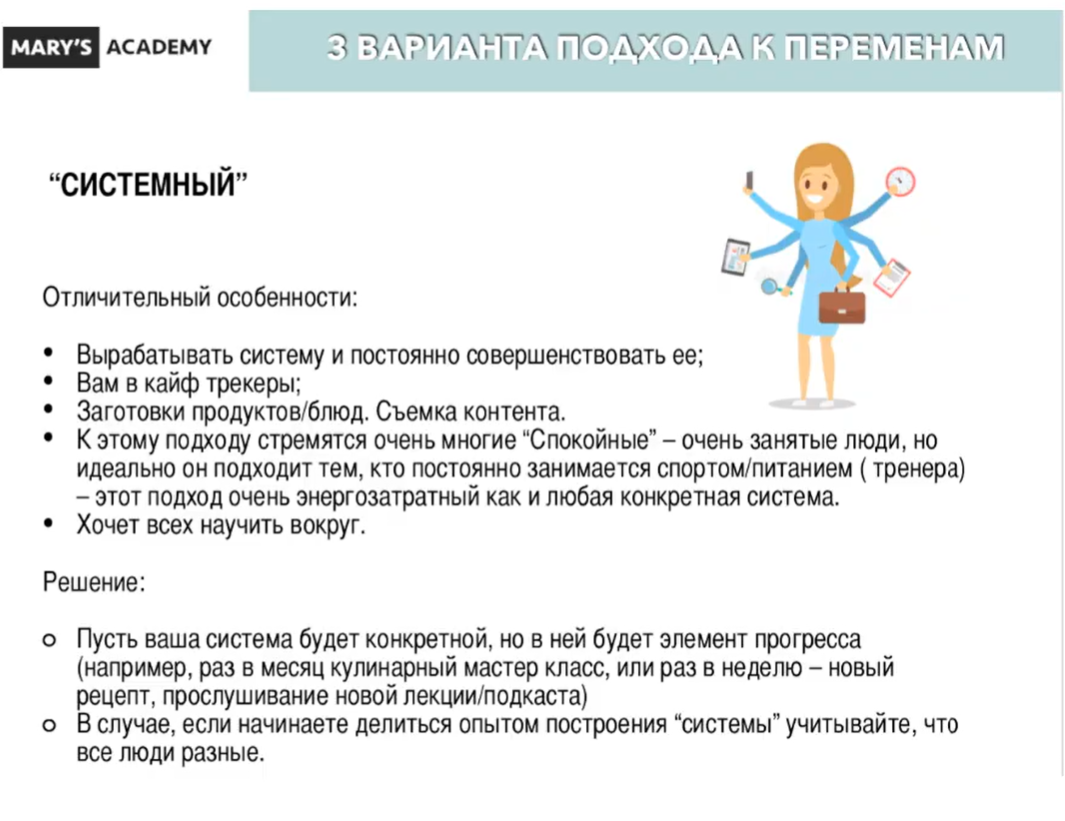 MARY'S ACADEMY
3 ВАРИАНТА ПОДХОДА К ПЕРЕМЕНАМ
“СИСТЕМНЫЙ”
Отличительный особенности:
• Вырабатывать систему и постоянно совершенствовать ее;
• Вам в кайф трекеры;
• Заготовки продуктов/блюд. Съемка контента.
• К этому подходу стремятся очень многие “Спокойные” – очень занятые люди, но
идеально он подходит тем, кто постоянно занимается спортом/питанием ( тренера)
– этот подход очень энергозатратный как и любая конкретная система.
• Хочет всех научить вокруг.
Решение:
o Пусть ваша система будет конкретной, но в ней будет элемент прогресса
(например, раз в месяц кулинарный мастер класс, или раз в неделю – новый
рецепт, прослушивание новой лекции/подкаста)
o В случае, если начинаете делиться опытом построения “системы” учитывайте, что
все люди разные.